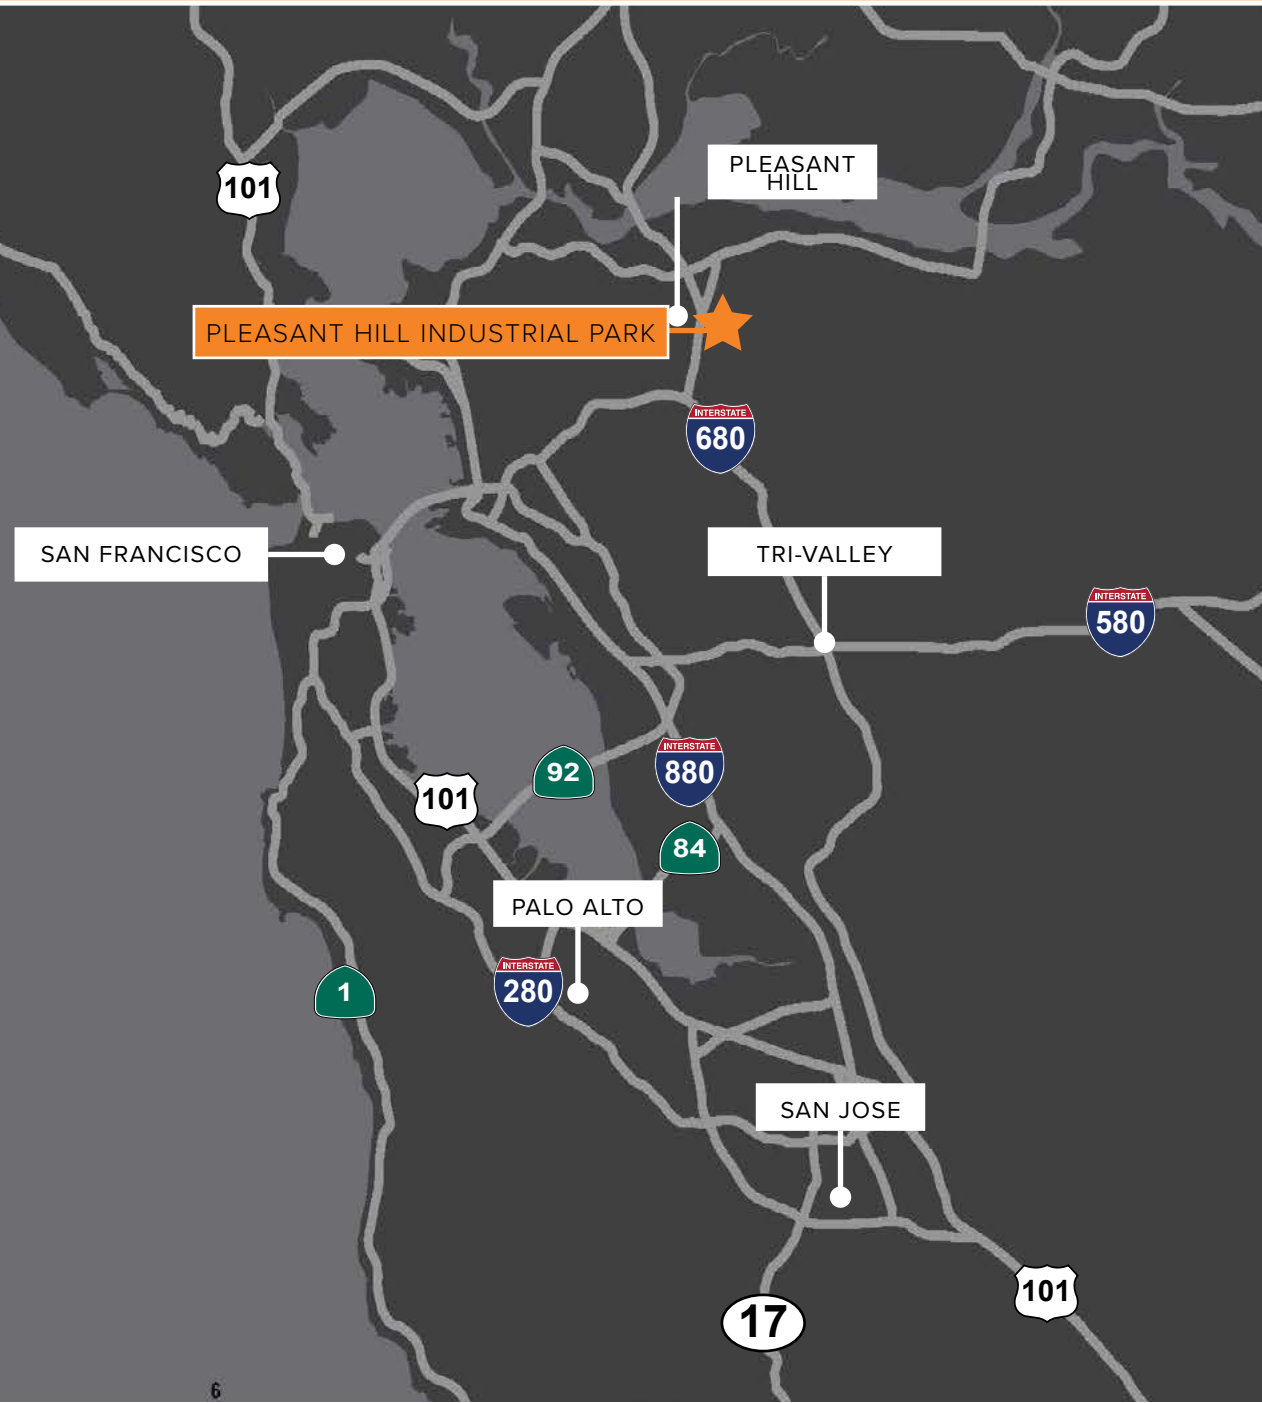 PLEASANT
HILL
101
PLEASANT HILL INDUSTRIAL PARK
INTERSTATE
680
SAN FRANCISCO
TRI-VALLEY
INTERSTATE
580
INTERSTATE
880
92
101
84
PALO ALTO
INTERSTATE
280
1
SAN JOSE
101
17
6